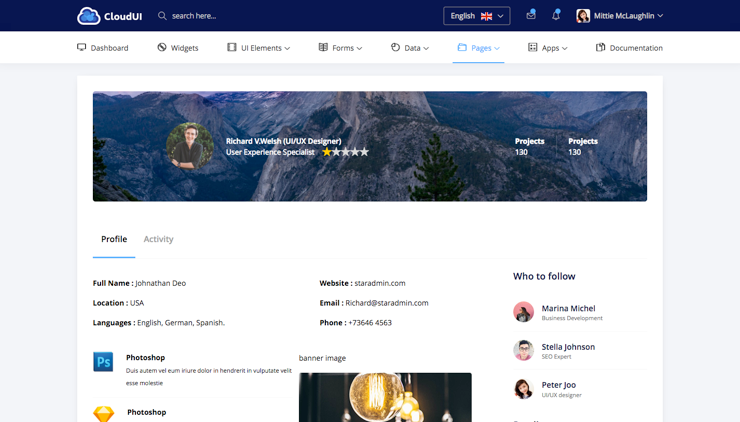 CloudUI
search here...
English
Mittie McLaughlin
Dashboard
Widgets
UI Elements
Forms
Data
Pages
Apps
Documentation
Richard V.Welsh (UI/UX Designer)
User Experience Specialist
Projects
130
Projects
130
Profile
Activity
Full Name : Johnathan Deo
Location : USA
Languages : English, German, Spanish.
Website : staradmin.com
Email : Richard@staradmin.com
Phone : +73646 4563
Ps
Photoshop
Duis autem vel eum iriure dolor in hendrerit in vulputate velit
esse molestie
Photoshop
banner image
Who to follow
Marina Michel
Business Development
Stella Johnson
SEO Expert
Peter Joo
UI/UX designer